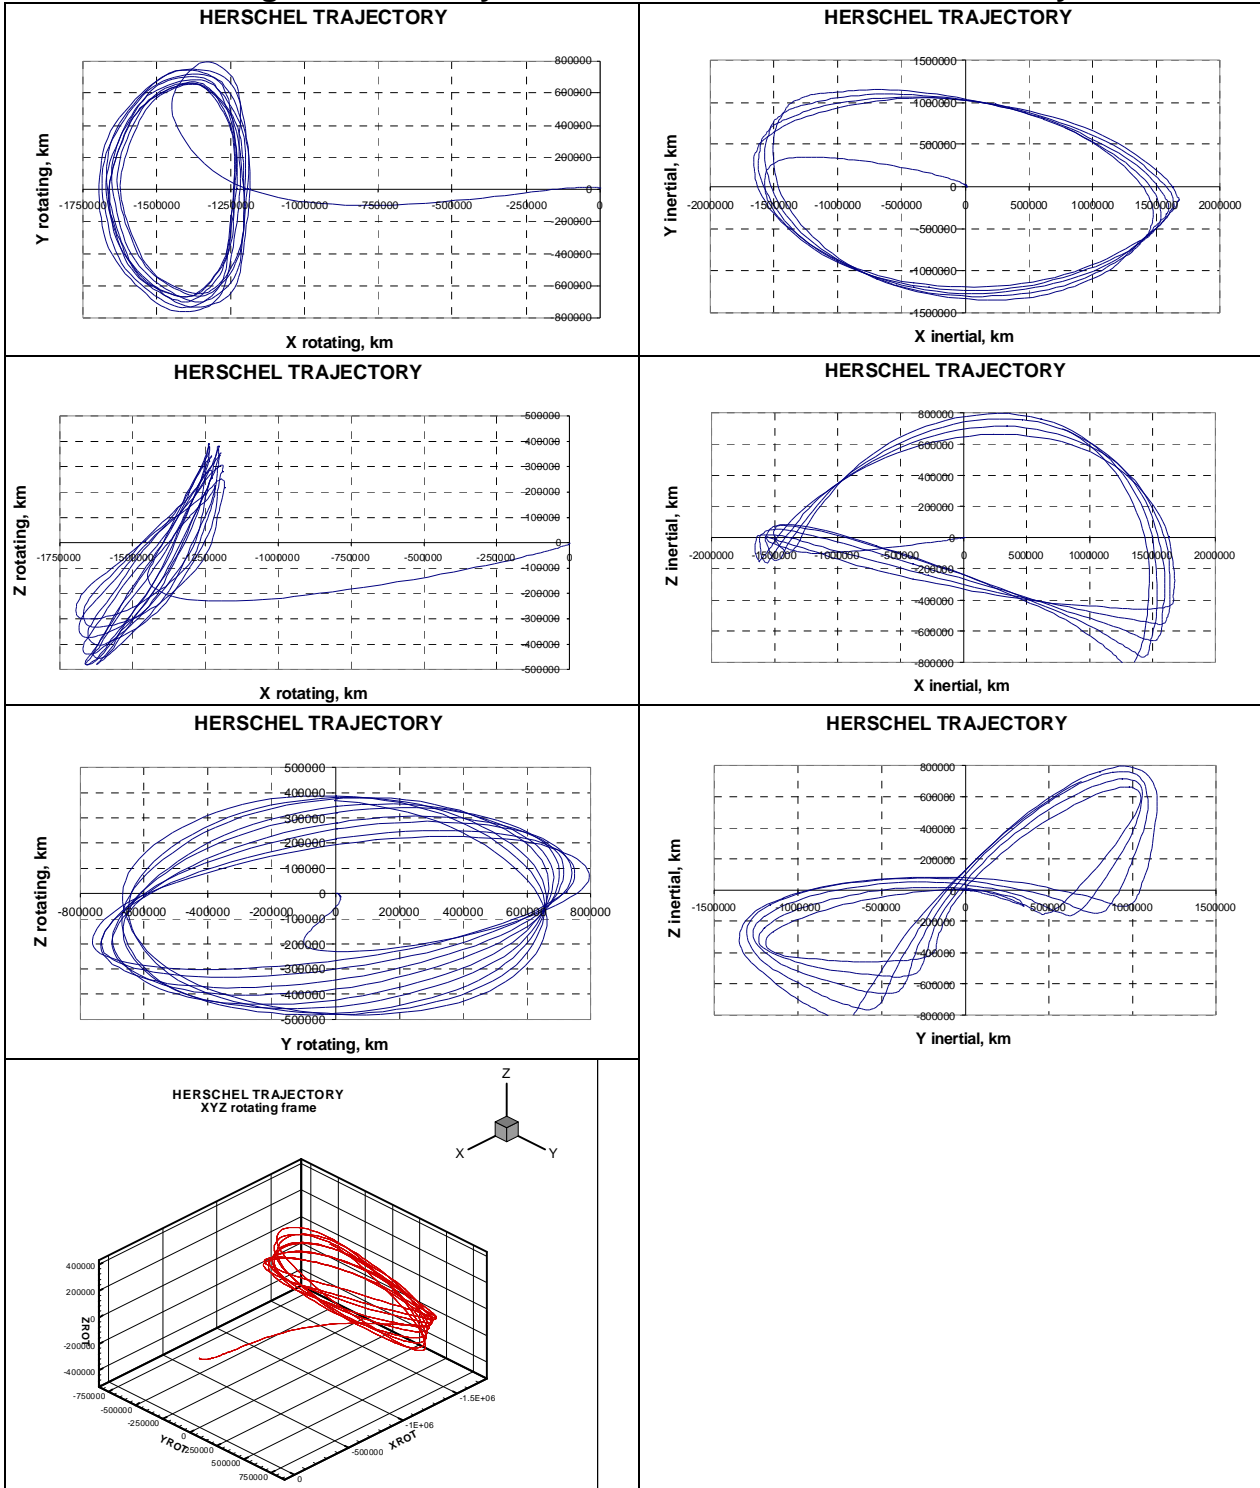 HERSCHEL TRAJECTORY
800000
600000
400000
200000
0
-200000
-400000
-600000
-800000
-1750000 -1500000 -1250000 -1000000 -750000 -500000 -250000 0
Y rotating, km
X rotating, km
HERSCHEL TRAJECTORY
1500000
1000000
500000
0
-500000
-1000000
-1500000
-2000000 -1500000 -1000000 -500000 0 500000 1000000 1500000 2000000
Y inertial, km
X inertial, km
HERSCHEL TRAJECTORY
500000
400000
300000
200000
100000
0
-100000
-200000
-300000
-400000
-500000
-1750000 -1500000 -1250000 -1000000 -750000 -500000 -250000 0
Z rotating, km
X rotating, km
HERSCHEL TRAJECTORY
800000
600000
400000
200000
0
-200000
-400000
-600000
-800000
-2000000 -1500000 -1000000 -500000 0 500000 1000000 1500000 2000000
Z inertial, km
X inertial, km
HERSCHEL TRAJECTORY
500000
400000
300000
200000
100000
0
-100000
-200000
-300000
-400000
-500000
-800000 -600000 -400000 -200000 0 200000 400000 600000 800000
Z rotating, km
Y rotating, km
HERSCHEL TRAJECTORY
800000
600000
400000
200000
0
-200000
-400000
-600000
-800000
-1500000 -1000000 -500000 0 500000 1000000 1500000
Z inertial, km
Y inertial, km
HERSCHEL TRAJECTORY
XYZ rotating frame
Z
X Y
400000
200000
0
-200000
-400000
ZROT
-750000
-500000
-250000
0
250000
500000
750000
YROT
0
-500000
-1E+06
-1.5E+06
XROT